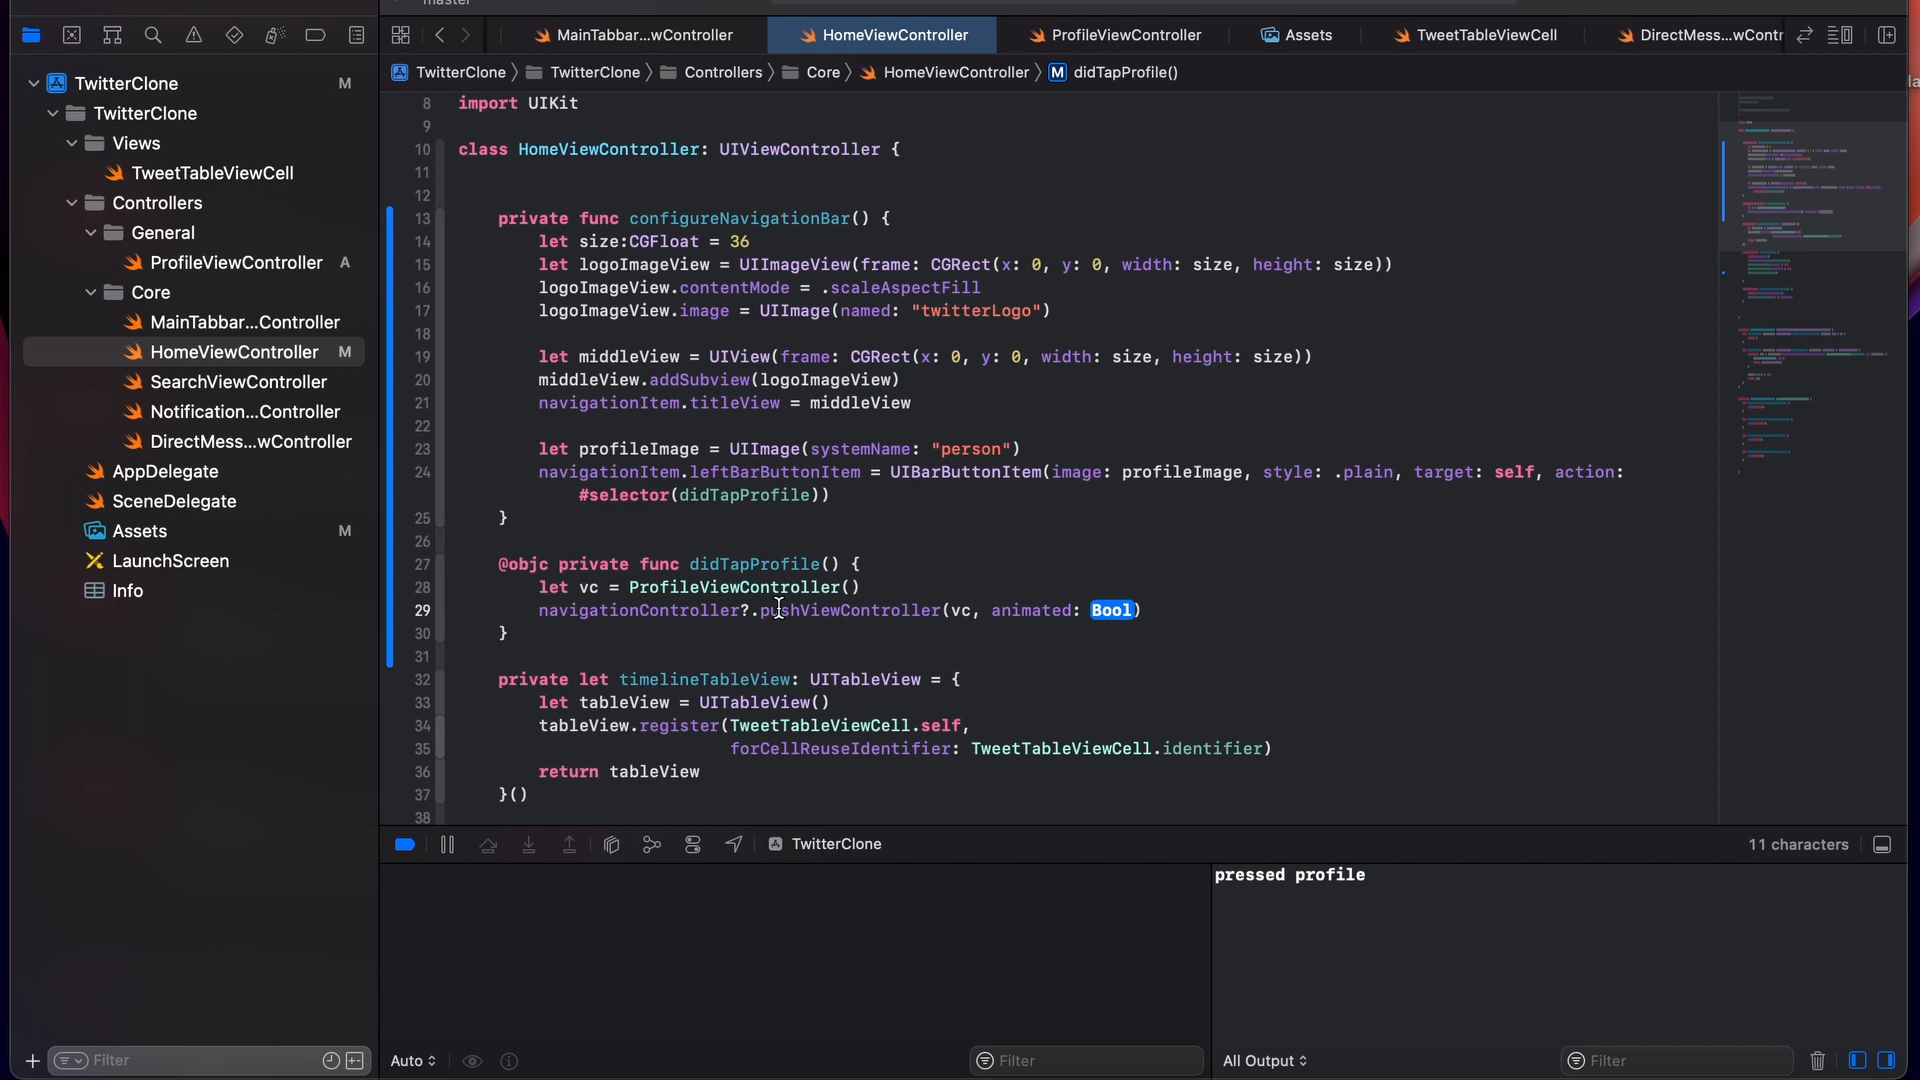 master
MainTabbar...wController
HomeViewController
ProfileViewController
Assets
TweetTableViewCell
DirectMess...wContr
TwitterClone
TwitterClone
Controllers
Core
HomeViewController
M
didTapProfile()
TwitterClone M
TwitterClone
Views
TweetTableViewCell
Controllers
General
ProfileViewController A
Core
MainTabbar...Controller
HomeViewController M
SearchViewController
Notification...Controller
DirectMess...wController
AppDelegate
SceneDelegate
Assets M
LaunchScreen
Info
Filter
8 import UIKit
9
10 class HomeViewController: UIViewController {
11
12
13 private func configureNavigationBar() {
14 let size:CGFloat = 36
15 let logoImageView = UIImageView(frame: CGRect(x: 0, y: 0, width: size, height: size))
16 logoImageView.contentMode = .scaleAspectFill
17 logoImageView.image = UIImage(named: "twitterLogo")
18
19 let middleView = UIView(frame: CGRect(x: 0, y: 0, width: size, height: size))
20 middleView.addSubview(logoImageView)
21 navigationItem.titleView = middleView
22
23 let profileImage = UIImage(systemName: "person")
24 navigationItem.leftBarButtonItem = UIBarButtonItem(image: profileImage, style: .plain, target: self, action:
#selector(didTapProfile))
25 }
26
27 @objc private func didTapProfile() {
28 let vc = ProfileViewController()
29 navigationController?.pushViewController(vc, animated: Bool)
30 }
31
32 private let timelineTableView: UITableView = {
33 let tableView = UITableView()
34 tableView.register(TweetTableViewCell.self,
35 forCellReuseIdentifier: TweetTableViewCell.identifier)
36 return tableView
37 }()
38
TwitterClone
11 characters
pressed profile
Auto
Filter
All Output
Filter